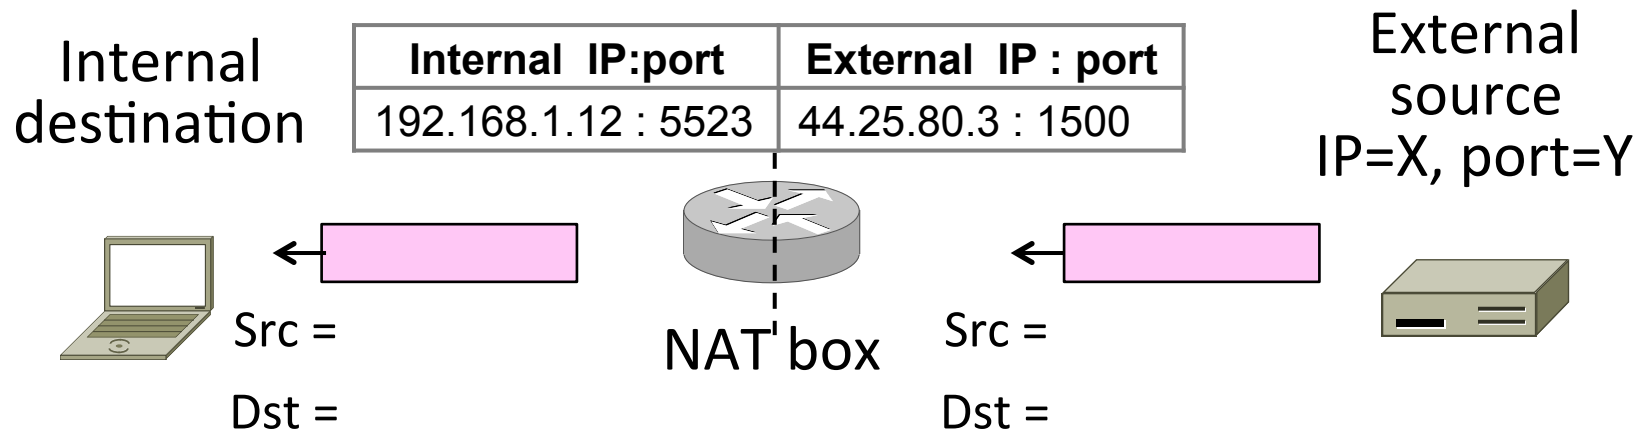 Internal
destination
Internal IP:port
External IP : port
192.168.1.12 : 5523
44.25.80.3 : 1500
External
source
IP=X, port=Y
Src =
Dst =
NAT box
Src =
Dst =